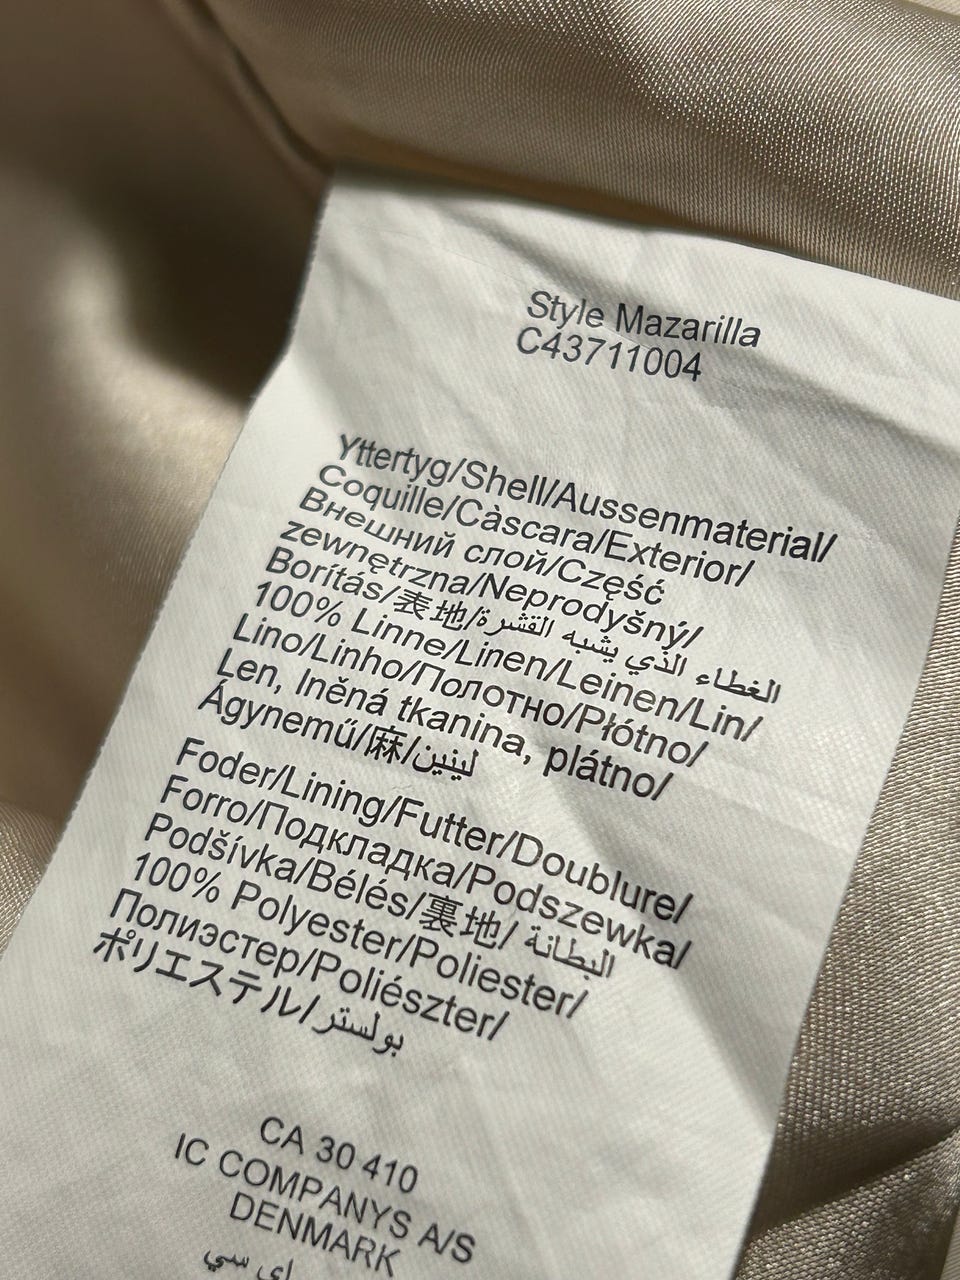 Style Mazarilla
C43711004
Yttertyg/Shell/Aussenmaterial/
Coquille/Càscara/Exterior/
Внешний слой/Część
zewnętrzna/Neprodyšný/
Borítás/表地/الغطاء الذي يشبه القشرة
100% Linne/Linen/Leinen/Lin/
Lino/Linho/Полотно/Płótno/
Len, lněná tkanina, plátno/
Ágynemű/麻/لينين
Foder/Lining/Futter/Doublure/
Forro/Подкладка/Podszewka/
Podšívka/Bélés/裏地/ البطانة
100% Polyester/Poliester/
Полиэстер/Poliészter/
ポリエステル/ بولستر
CA 30 410
IC COMPANYS A/S
DENMARK
اي سي